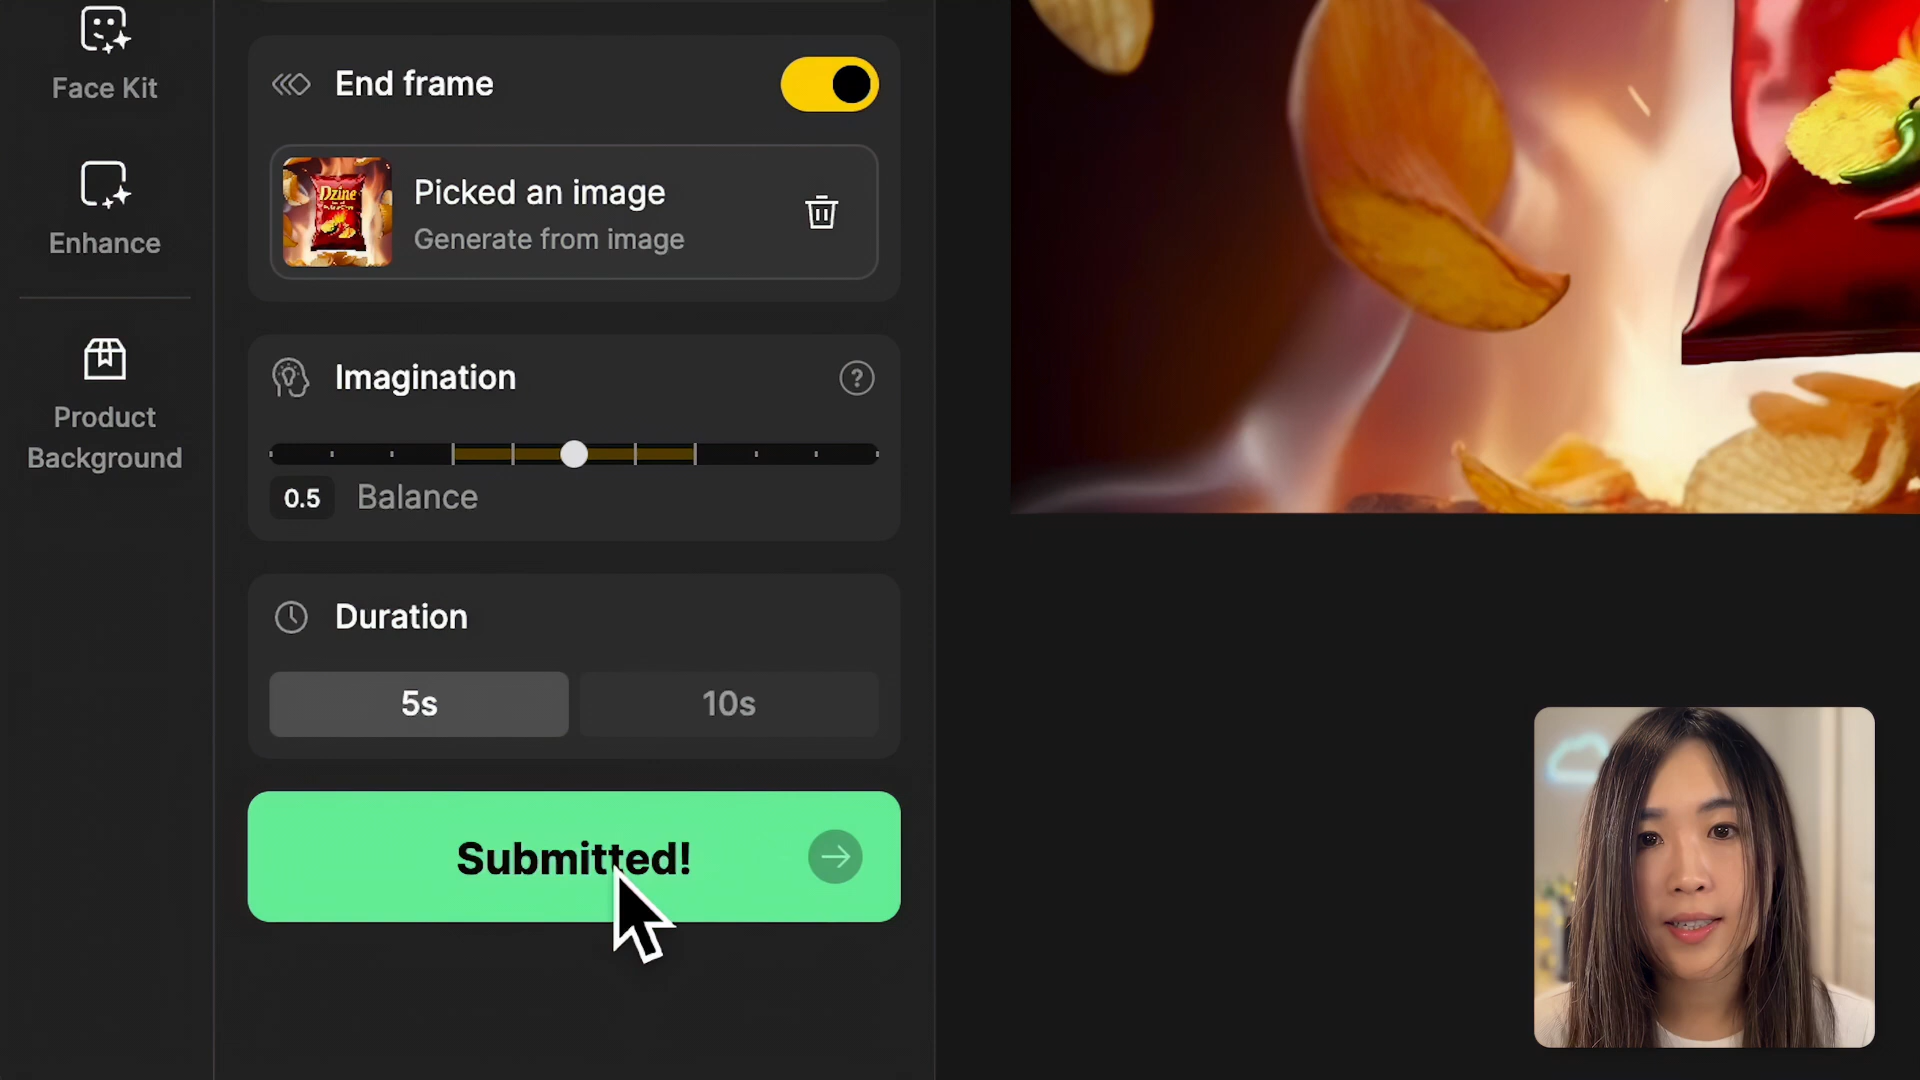 Face Kit
Enhance
Product
Background
End frame
Dzine
Picked an image
Generate from image
Imagination
?
0.5
Balance
Duration
5s
10s
Submitted!